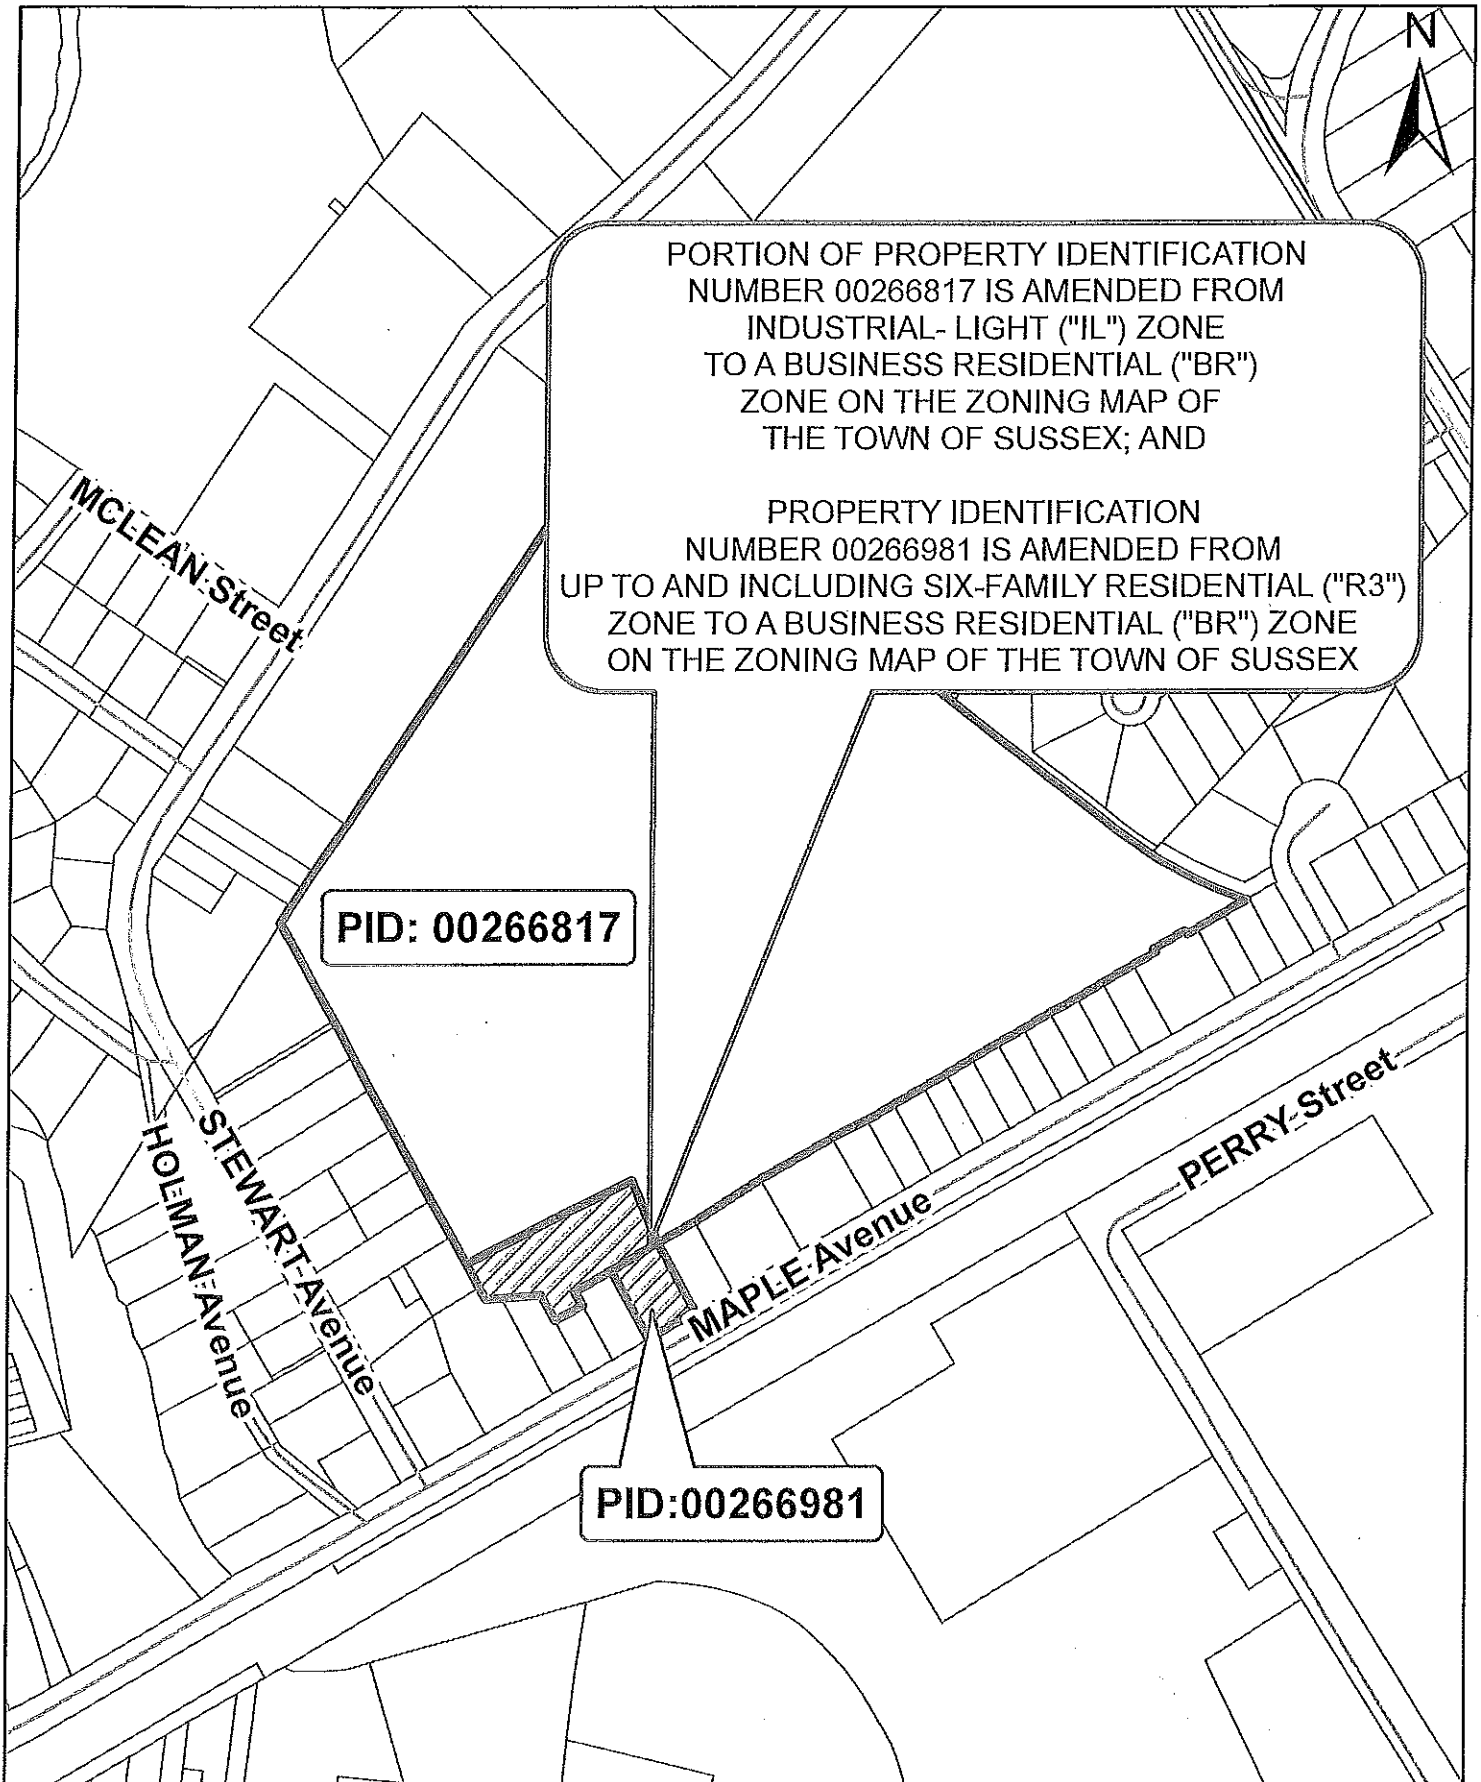 N
PORTION OF PROPERTY IDENTIFICATION
NUMBER 00266817 IS AMENDED FROM
INDUSTRIAL- LIGHT ("IL") ZONE
TO A BUSINESS RESIDENTIAL ("BR")
ZONE ON THE ZONING MAP OF
THE TOWN OF SUSSEX; AND
PROPERTY IDENTIFICATION
NUMBER 00266981 IS AMENDED FROM
UP TO AND INCLUDING SIX-FAMILY RESIDENTIAL ("R3")
ZONE TO A BUSINESS RESIDENTIAL ("BR") ZONE
ON THE ZONING MAP OF THE TOWN OF SUSSEX
MCLEAN Street
PID: 00266817
STEWART Avenue
HOLMAN Avenue
MAPLE Avenue
PERRY Street
PID:00266981